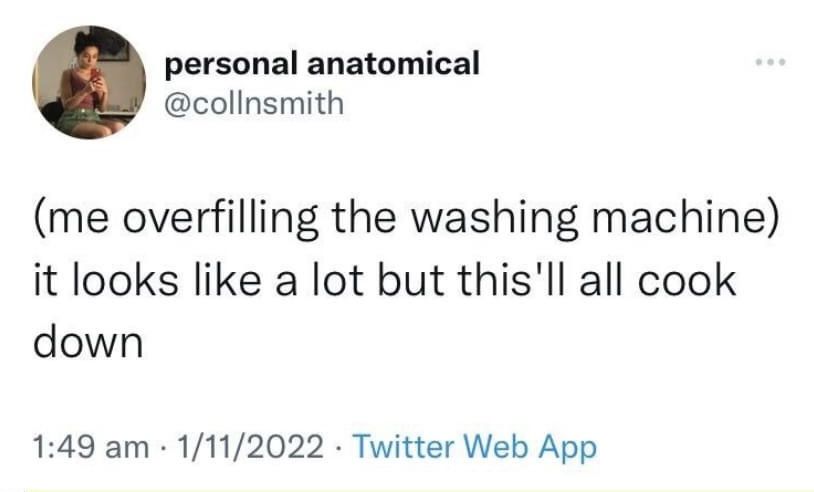 personal anatomical
@collnsmith
(me overfilling the washing machine)
it looks like a lot but this'll all cook
down
1:49 am · 1/11/2022 · Twitter Web App